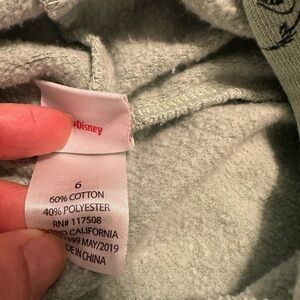 Disney
6
60% COTTON
40% POLYESTER
RN# 117508
CALIFORNIA
MAY/2019
IN CHINA